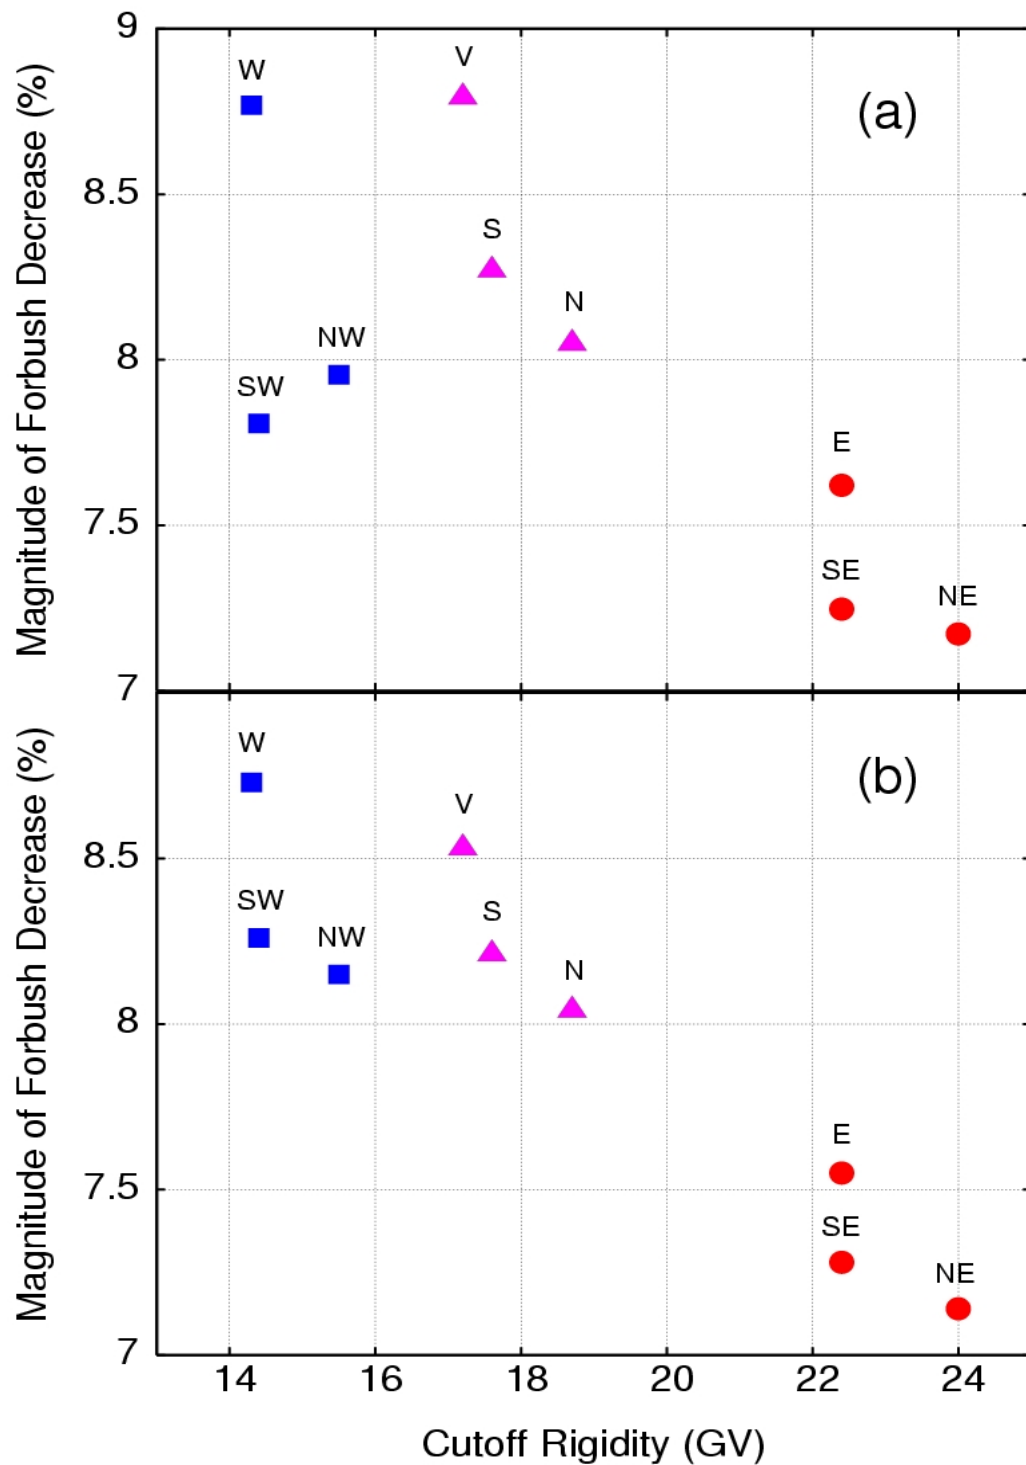 9
8.5
8
7.5
7
Magnitude of Forbush Decrease (%)
(a)
W
V
S
N
NW
SW
E
SE
NE
8.5
8
7.5
7
Magnitude of Forbush Decrease (%)
(b)
W
V
SW
S
NW
N
E
SE
NE
14 16 18 20 22 24
Cutoff Rigidity (GV)